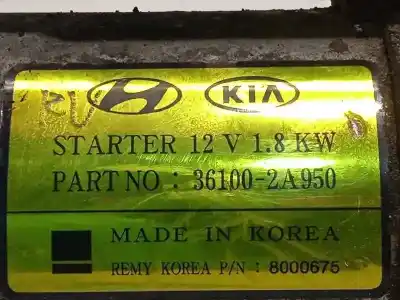 KIA
STARTER 12 V 1.8 KW
PART NO : 36100-2A950
MADE IN KOREA
REMY KOREA P/N : 8000675